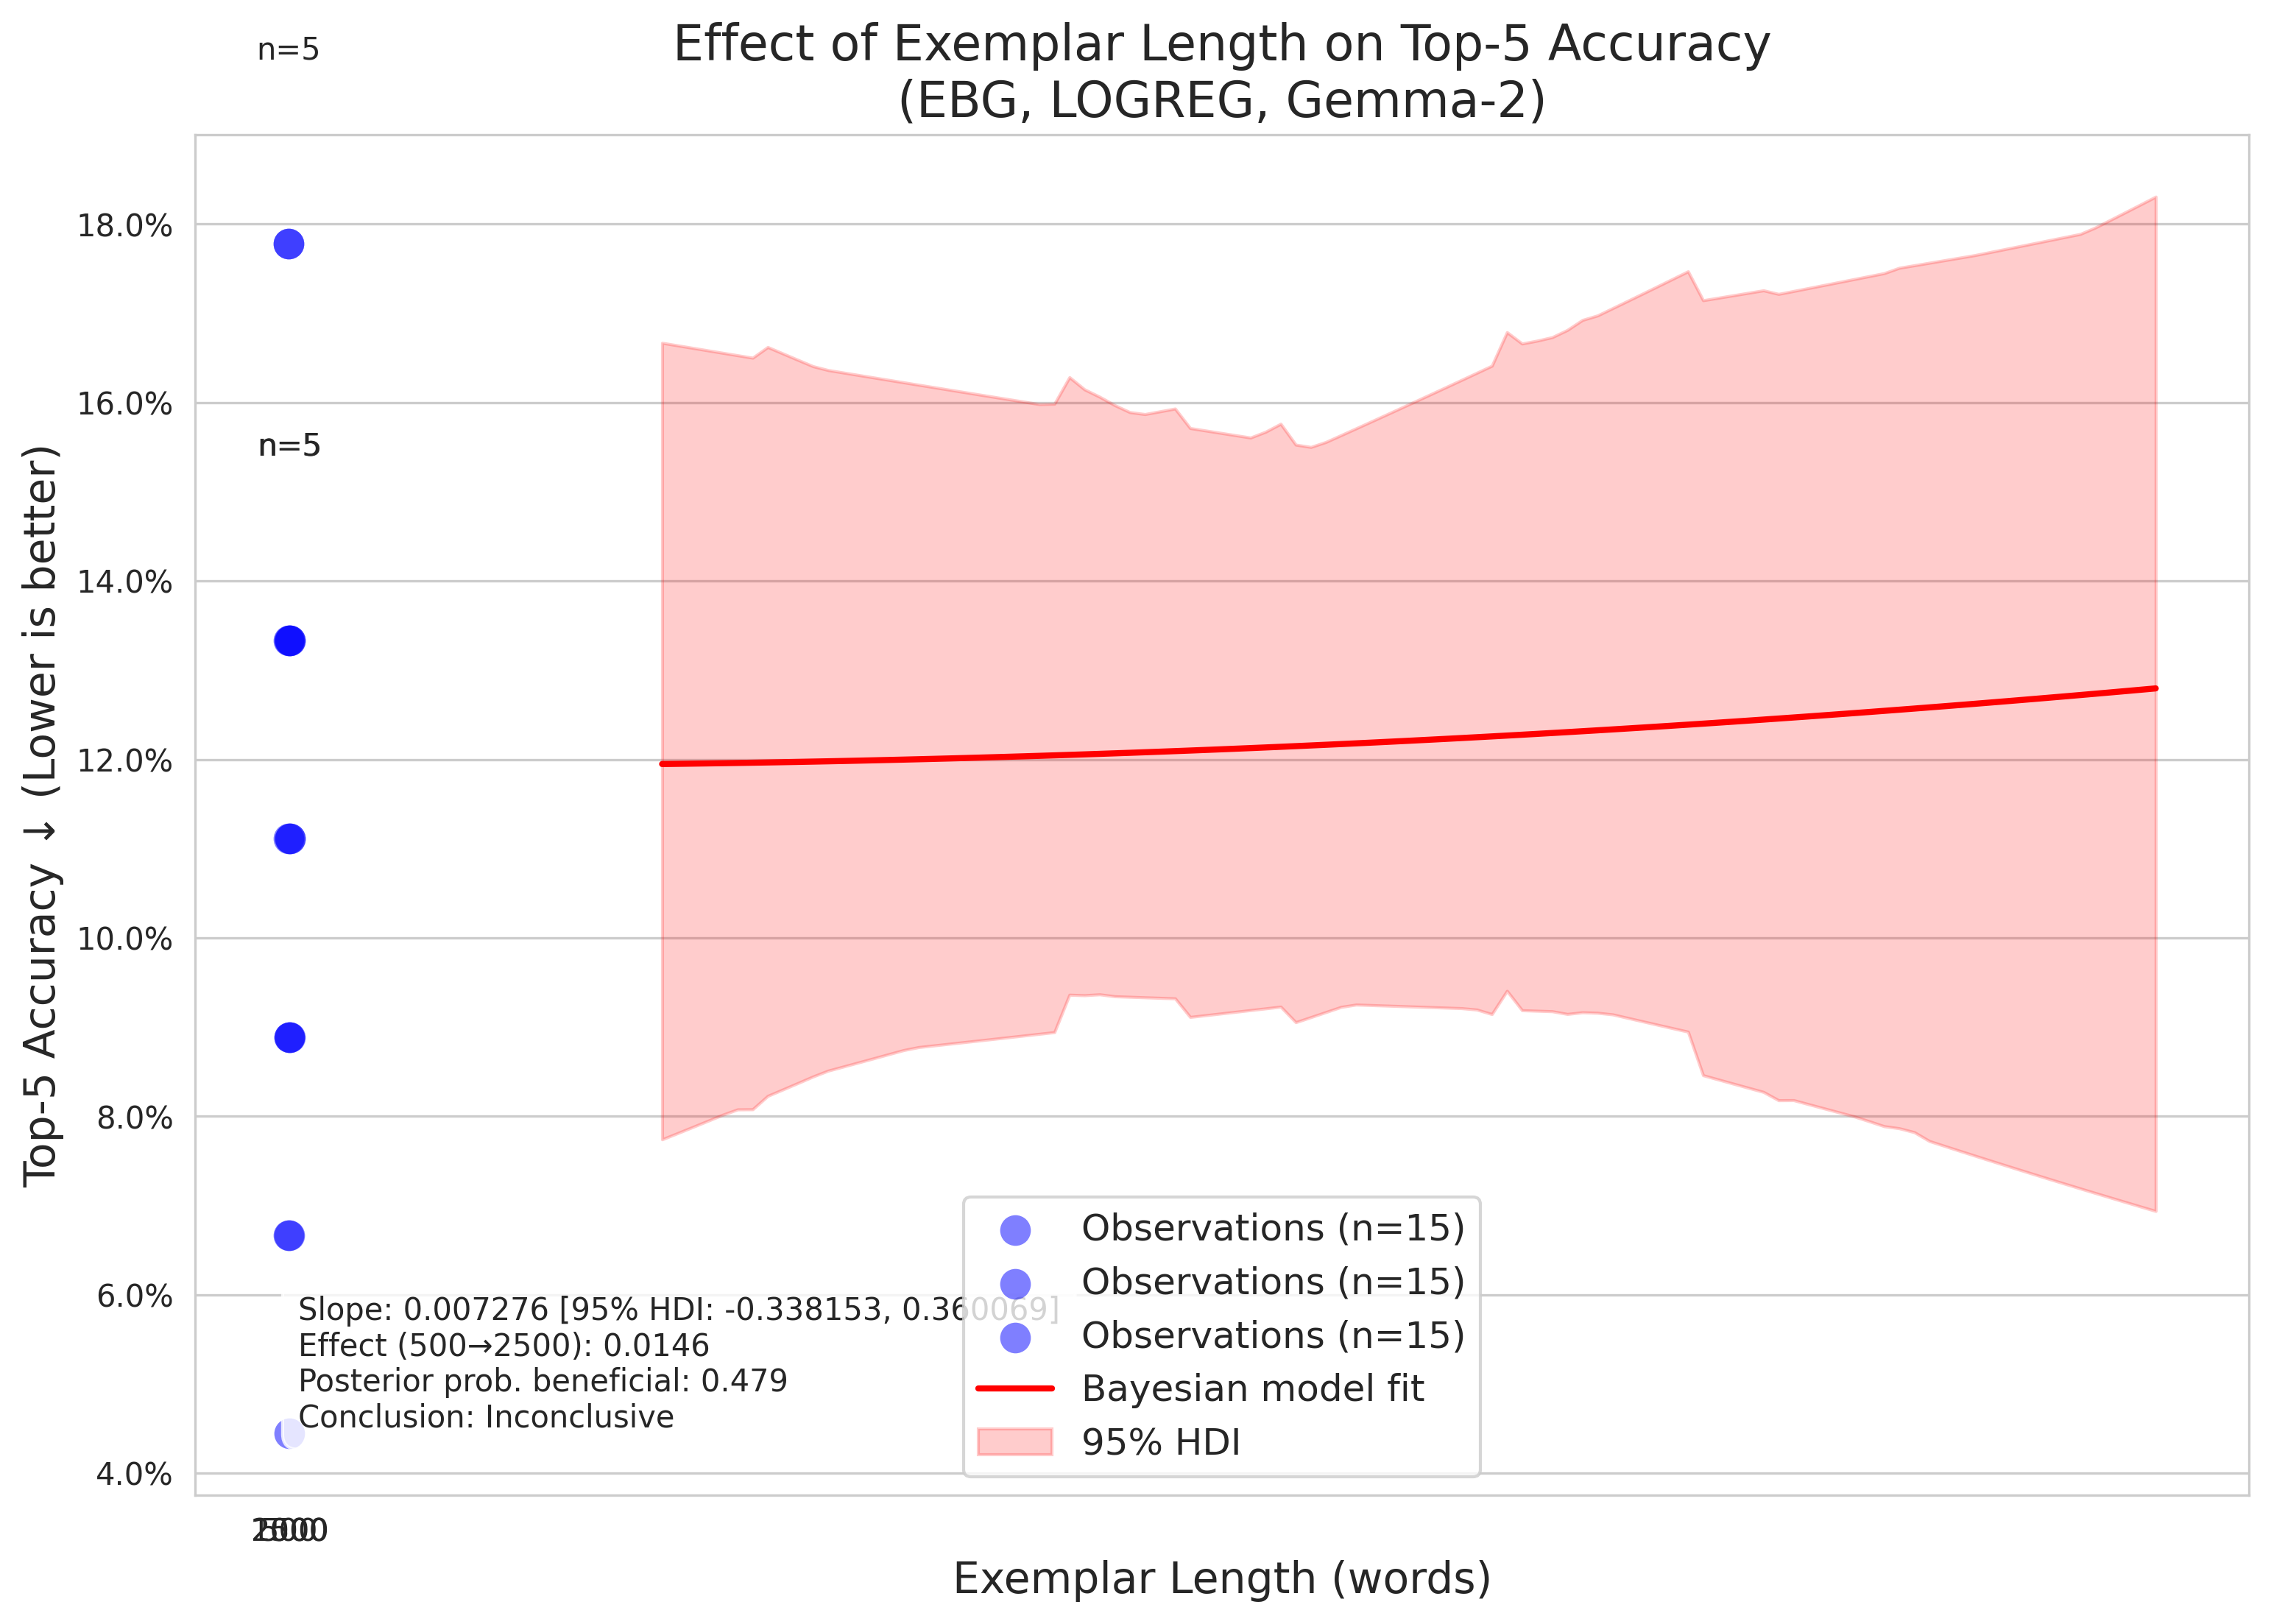 n=5
Effect of Exemplar Length on Top-5 Accuracy
(EBG, LOGREG, Gemma-2)
18.0%
16.0%
n=5
14.0%
12.0%
10.0%
8.0%
6.0%
4.0%
Top-5 Accuracy ↓ (Lower is better)
Slope: 0.007276 [95% HDI: -0.338153, 0.360069]
Effect (500→2500): 0.0146
Posterior prob. beneficial: 0.479
Conclusion: Inconclusive
Observations (n=15)
Observations (n=15)
Observations (n=15)
Bayesian model fit
95% HDI
Exemplar Length (words)